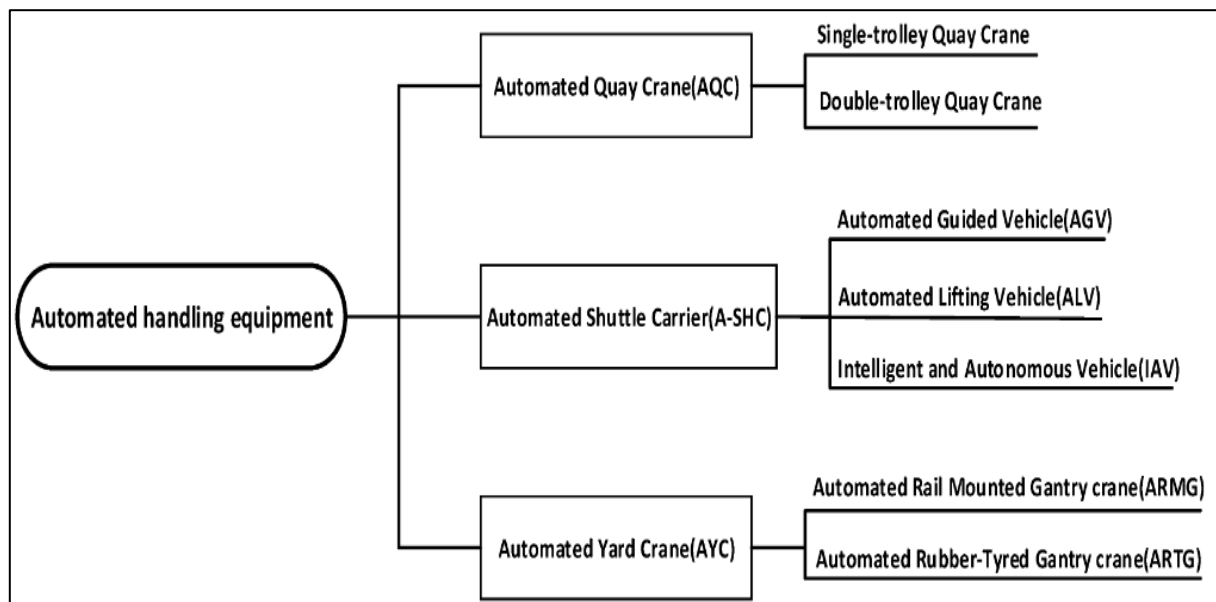 Automated handling equipment
Automated Quay Crane(AQC)
Single-trolley Quay Crane
Double-trolley Quay Crane
Automated Shuttle Carrier(A-SHC)
Automated Guided Vehicle(AGV)
Automated Lifting Vehicle(ALV)
Intelligent and Autonomous Vehicle(IAV)
Automated Yard Crane(AYC)
Automated Rail Mounted Gantry crane(ARMG)
Automated Rubber-Tyred Gantry crane(ARTG)